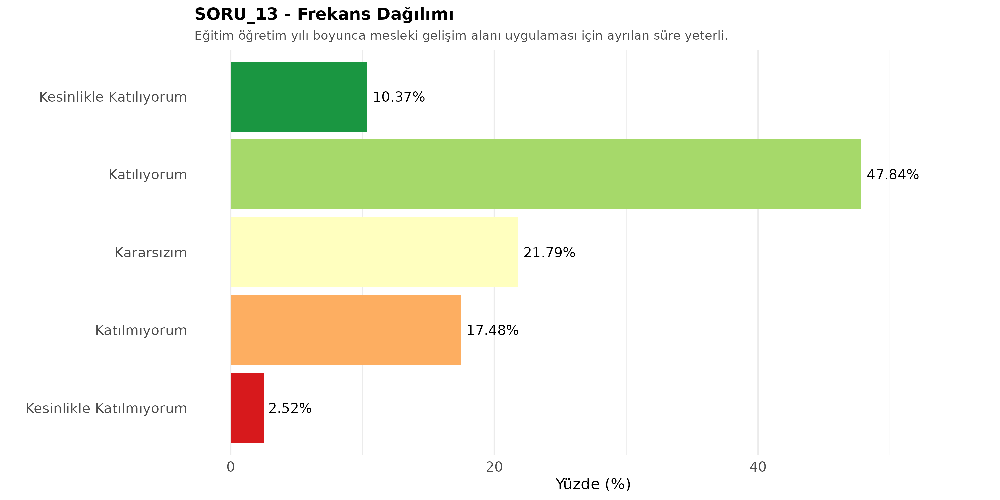 SORU_13 - Frekans Dağılımı
Eğitim öğretim yılı boyunca mesleki gelişim alanı uygulaması için ayrılan süre yeterli.
Kesinlikle Katılıyorum
10.37%
Katılıyorum
47.84%
Kararsızım
21.79%
Katılmıyorum
17.48%
Kesinlikle Katılmıyorum
2.52%
0
20
40
Yüzde (%)